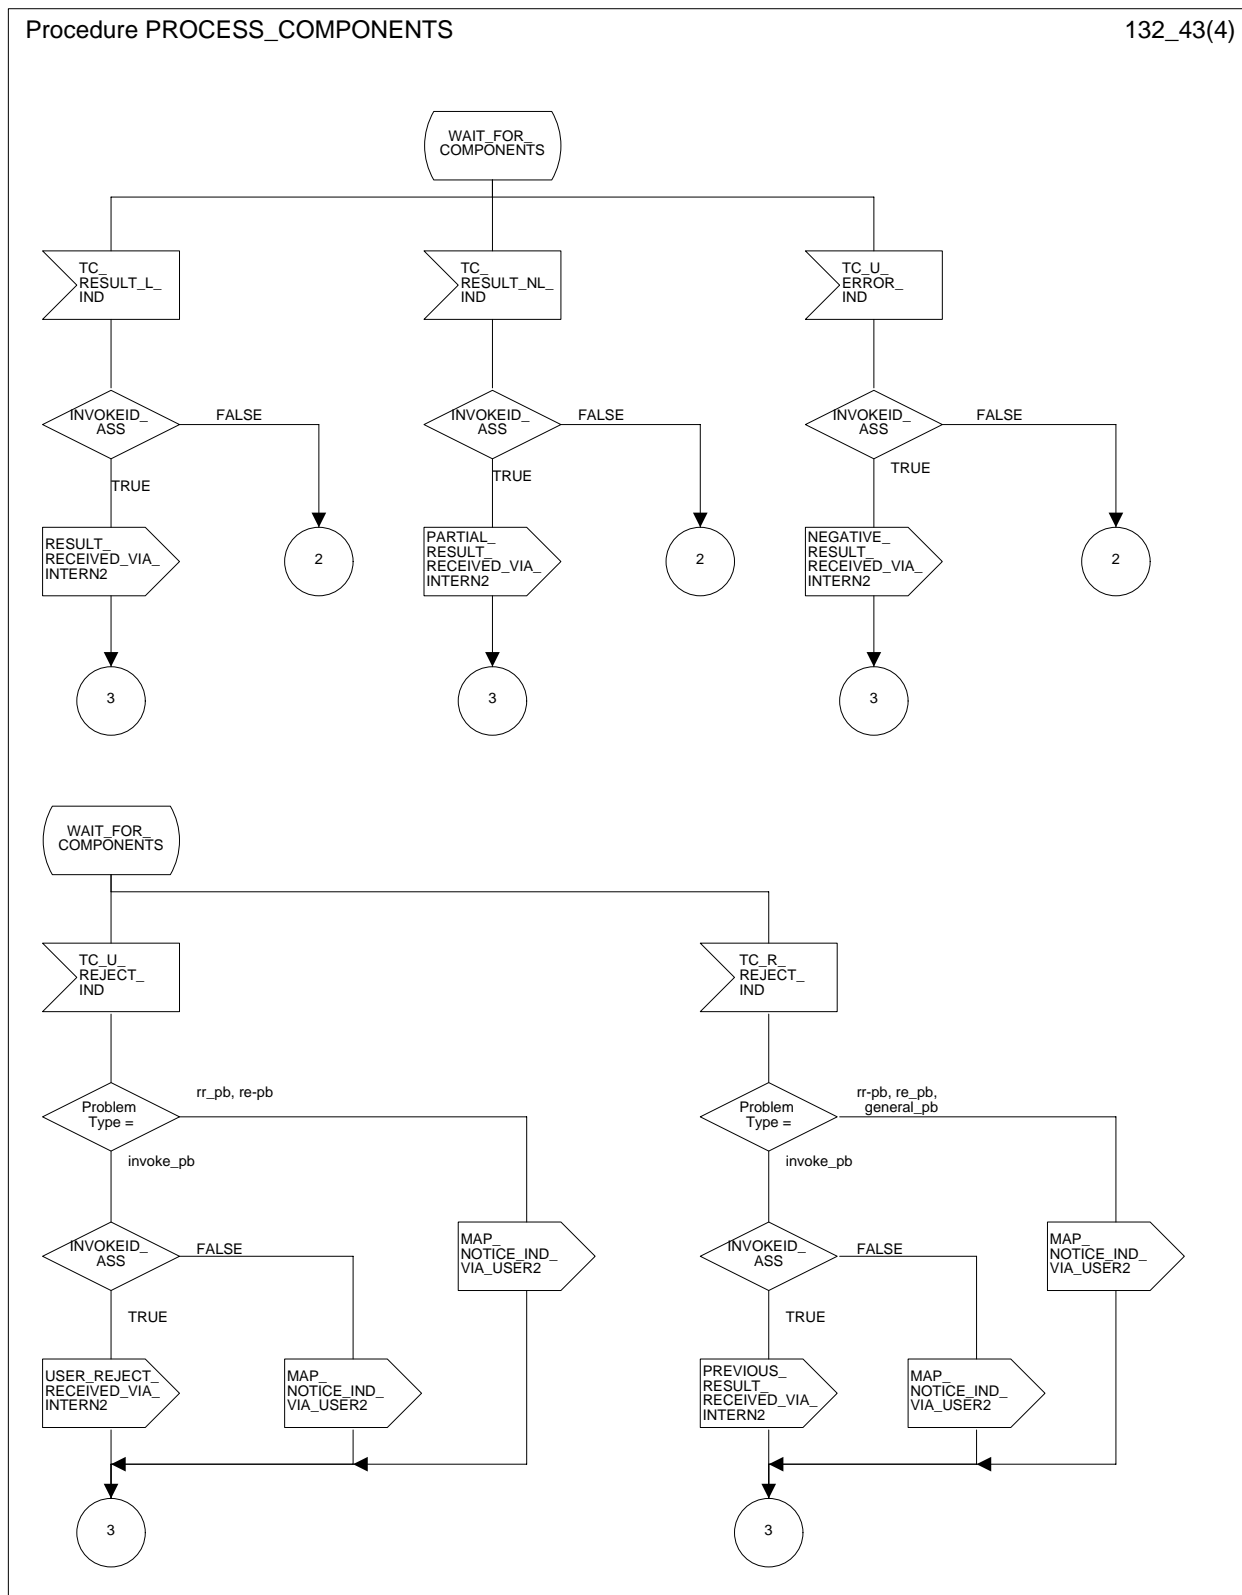 Procedure PROCESS_COMPONENTS
132_43(4)
WAIT_FOR_
COMPONENTS
TC_
RESULT_L_
IND
TC_
RESULT_NL_
IND
TC_U_
ERROR_
IND
INVOKEID_
ASS
FALSE
INVOKEID_
ASS
FALSE
INVOKEID_
ASS
FALSE
TRUE
TRUE
TRUE
RESULT_
RECEIVED_VIA_
INTERN2
2
PARTIAL_
RESULT_
RECEIVED_VIA_
INTERN2
2
NEGATIVE_
RESULT_
RECEIVED_VIA_
INTERN2
2
3
3
3
WAIT_FOR_
COMPONENTS
TC_U_
REJECT_
IND
TC_R_
REJECT_
IND
Problem
Type =
rr_pb, re-pb
invoke_pb
Problem
Type =
rr-pb, re_pb,
general_pb
invoke_pb
INVOKEID_
ASS
FALSE
MAP_
NOTICE_IND_
VIA_USER2
INVOKEID_
ASS
FALSE
MAP_
NOTICE_IND_
VIA_USER2
TRUE
TRUE
USER_REJECT_
RECEIVED_VIA_
INTERN2
MAP_
NOTICE_IND_
VIA_USER2
PREVIOUS_
RESULT_
RECEIVED_VIA_
INTERN2
MAP_
NOTICE_IND_
VIA_USER2
3
3